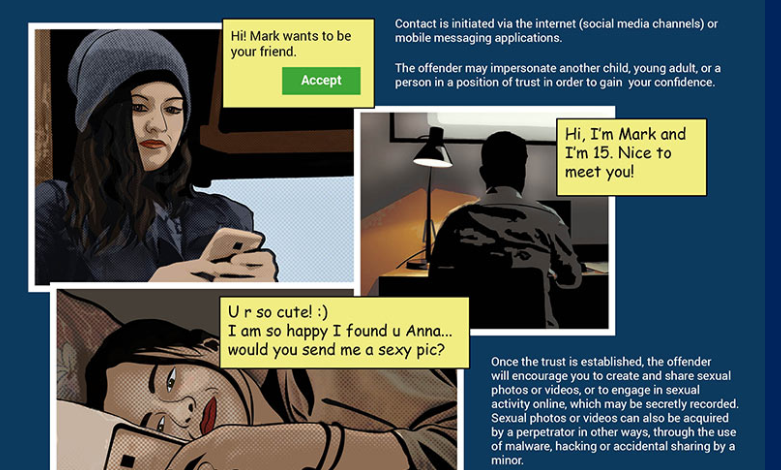 Hi! Mark wants to be
your friend.
Accept
Contact is initiated via the internet (social media channels) or
mobile messaging applications.
The offender may impersonate another child, young adult, or a
person in a position of trust in order to gain your confidence.
Hi, I'm Mark and
I'm 15. Nice to
meet you!
U r so cute! :)
I am so happy I found u Anna...
would you send me a sexy pic?
Once the trust is established, the offender
will encourage you to create and share sexual
photos or videos, or to engage in sexual
activity online, which may be secretly recorded.
Sexual photos or videos can also be acquired
by a perpetrator in other ways, through the use
of malware, hacking or accidental sharing by a
minor.